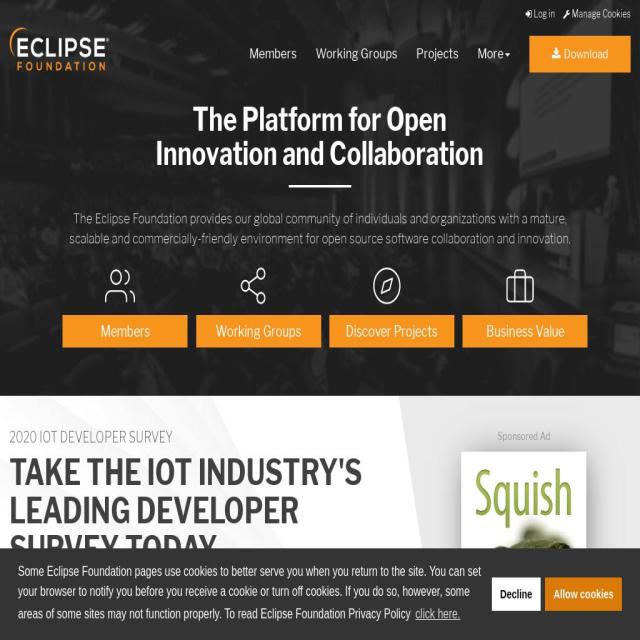 Log in Manage Cookies
ECLIPSE®
FOUNDATION
Members Working Groups Projects More Download
The Platform for Open
Innovation and Collaboration
The Eclipse Foundation provides our global community of individuals and organizations with a mature,
scalable and commercially-friendly environment for open source software collaboration and innovation.
Members Working Groups Discover Projects Business Value
2020 IOT DEVELOPER SURVEY
TAKE THE IOT INDUSTRY'S
LEADING DEVELOPER
SURVEY TODAY
Sponsored Ad
Squish
Some Eclipse Foundation pages use cookies to better serve you when you return to the site. You can set
your browser to notify you before you receive a cookie or turn off cookies. If you do so, however, some
areas of some sites may not function properly. To read Eclipse Foundation Privacy Policy click here.
Decline Allow cookies